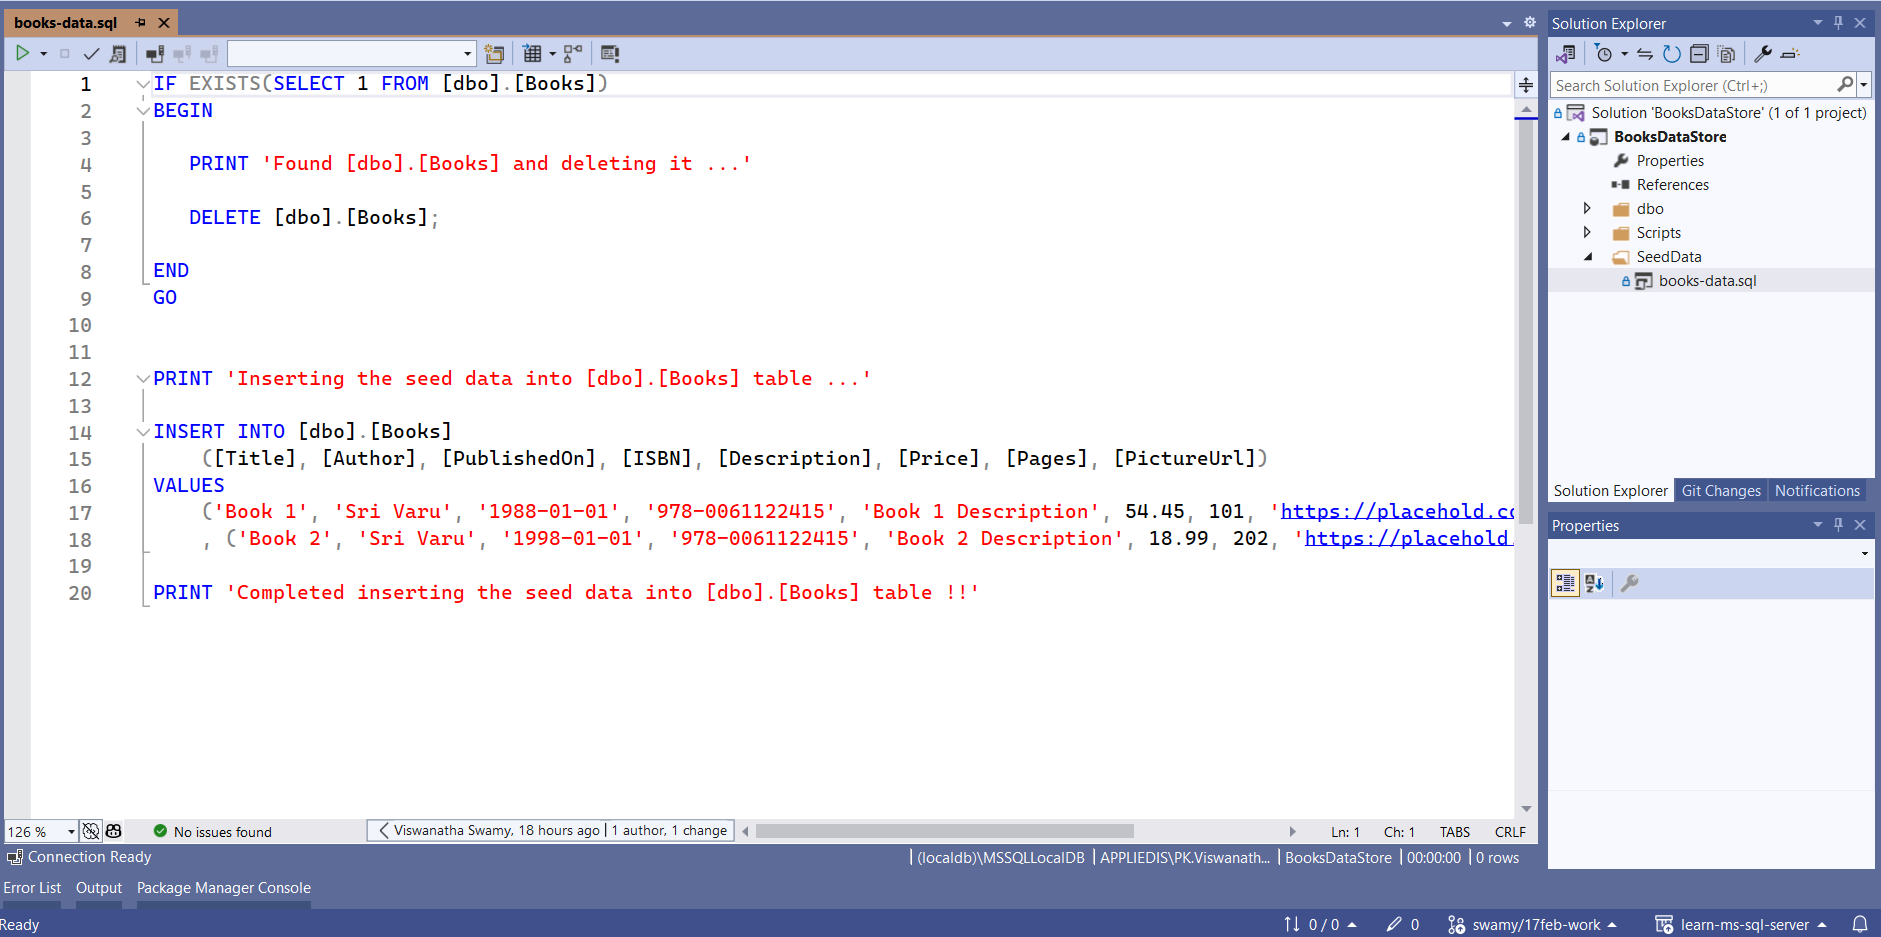 books-data.sql
1 IF EXISTS(SELECT 1 FROM [dbo].[Books])
2 BEGIN
3
4 PRINT 'Found [dbo].[Books] and deleting it ...'
5
6 DELETE [dbo].[Books];
7
8 END
9 GO
10
11
12 PRINT 'Inserting the seed data into [dbo].[Books] table ...'
13
14 INSERT INTO [dbo].[Books]
15 ([Title], [Author], [PublishedOn], [ISBN], [Description], [Price], [Pages], [PictureUrl])
16 VALUES
17 ('Book 1', 'Sri Varu', '1988-01-01', '978-0061122415', 'Book 1 Description', 54.45, 101, 'https://placehold.co
18 , ('Book 2', 'Sri Varu', '1998-01-01', '978-0061122415', 'Book 2 Description', 18.99, 202, 'https://placehold.
19
20 PRINT 'Completed inserting the seed data into [dbo].[Books] table !!'
126 % No issues found Viswanatha Swamy, 18 hours ago | 1 author, 1 change Ln: 1 Ch: 1 TABS CRLF
Connection Ready (localdb)\MSSQLLocalDB | APPLIEDIS\PK.Viswanath... | BooksDataStore | 00:00:00 | 0 rows
Error List Output Package Manager Console
Solution Explorer
Search Solution Explorer (Ctrl+;)
Solution 'BooksDataStore' (1 of 1 project)
BooksDataStore
Properties
References
dbo
Scripts
SeedData
books-data.sql
Solution Explorer Git Changes Notifications
Properties
Ready 0 / 0 0 swamy/17feb-work learn-ms-sql-server